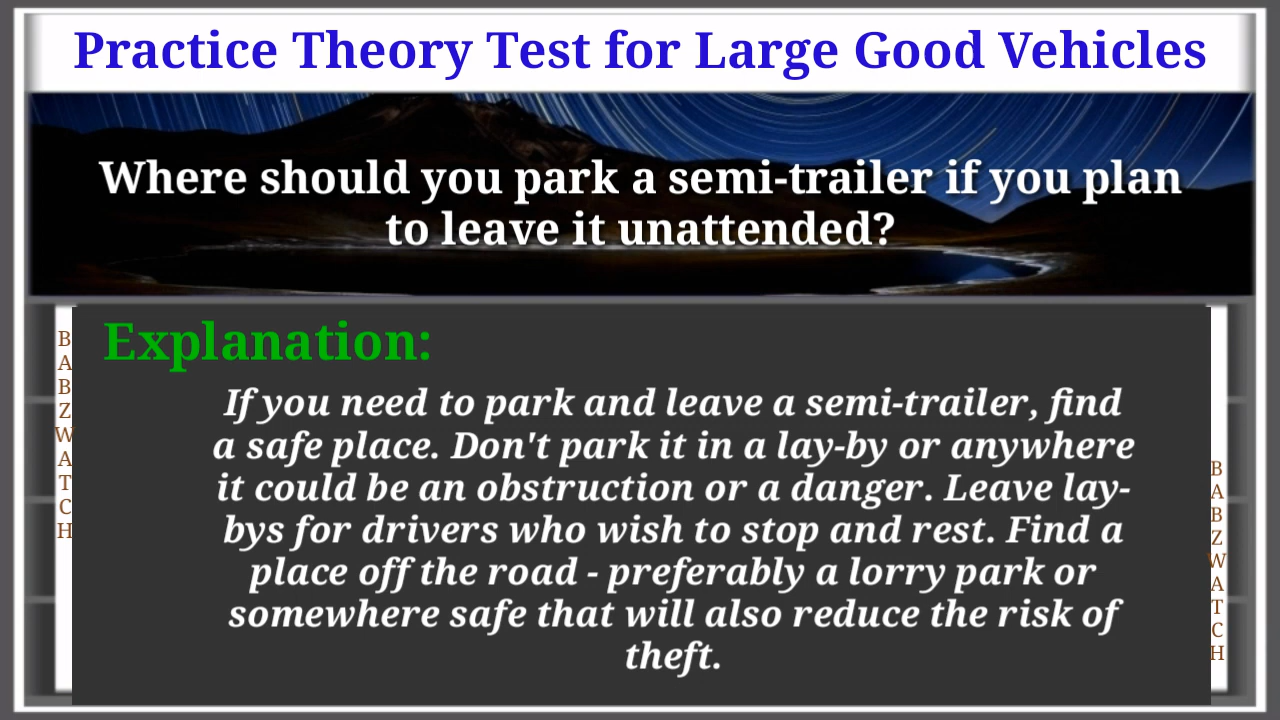 Practice Theory Test for Large Good Vehicles
Where should you park a semi-trailer if you plan
to leave it unattended?
Explanation:
If you need to park and leave a semi-trailer, find
a safe place. Don't park it in a lay-by or anywhere
it could be an obstruction or a danger. Leave lay-
bys for drivers who wish to stop and rest. Find a
place off the road - preferably a lorry park or
somewhere safe that will also reduce the risk of
theft.
BABZWATCH
BABZWATCH